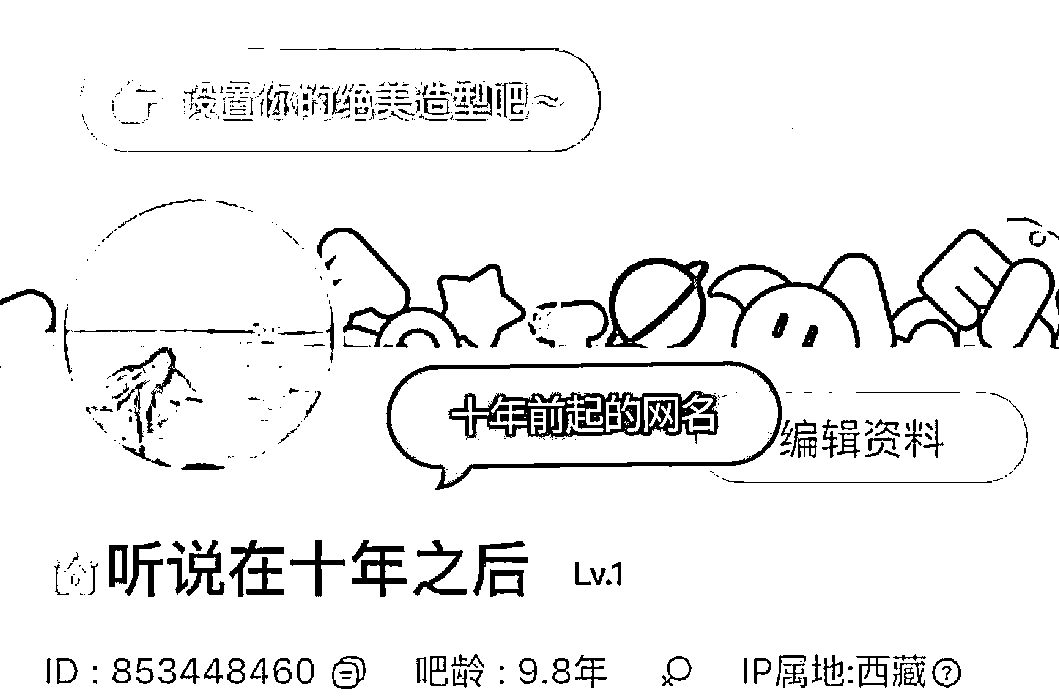 设置你的绝美造型吧~
十年前起的网名
编辑资料
听说在十年之后 Lv.1
ID : 853448460 吧龄 : 9.8年 IP属地:西藏?